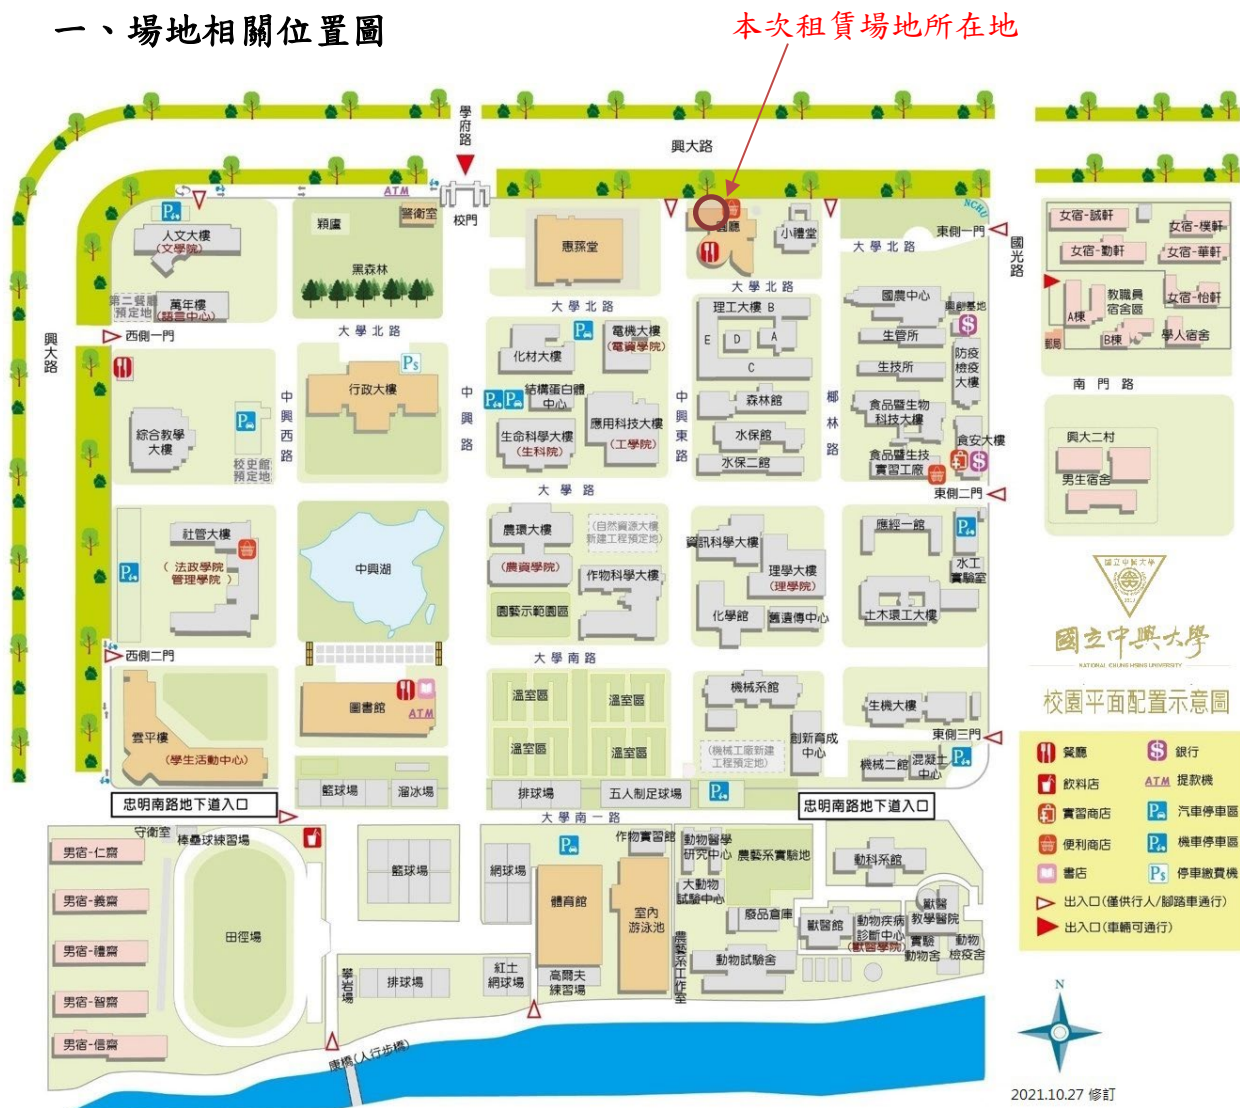 一、場地相關位置圖
本次租賃場地所在地
學府路
興大路
ATM
警衛室
校門
穎廬
人文大樓
(文學院)
黑森林
惠蓀堂
圓廳
小禮堂
NCHU
東側一門
國光路
大學北路
女宿-誠軒
女宿-樸軒
女宿-勤軒
女宿-華軒
女宿-怡軒
教職員
宿舍區
A棟
B棟
學人宿舍
郵局
南門路
第二餐廳
預定地
萬年樓
(語言中心)
西側一門
興大路
大學北路
大學北路
大學北路
理工大樓 B
A
D
E
C
國農中心
車創基地
生管所
生技所
防疫
檢疫
大樓
電機大樓
(電資學院)
化材大樓
結構蛋白體
中心
行政大樓
中興西路
中興路
中興東路
椰林路
應用科技大樓
(工學院)
生命科學大樓
(生科院)
森林館
水保館
水保二館
食品暨生物
科技大樓
食安大樓
食品暨生技
實習工廠
綜合教學
大樓
校史館
預定地
興大二村
男生宿舍
大學路
東側二門
社管大樓
(法政學院
管理學院)
中興湖
農環大樓
(農資學院)
(自然資源大樓
新建工程預定地)
作物科學大樓
園藝示範園區
資訊科學大樓
理學大樓
(理學院)
化學館
舊遺傳中心
應經一館
水工
實驗室
土木環工大樓
國立中興大學
國立中興大學
NATIONAL CHUNG HSING UNIVERSITY
校園平面配置示意圖
西側二門
大學南路
圖書館
ATM
雲平樓
(學生活動中心)
溫室區
溫室區
溫室區
溫室區
機械系館
(機械工廠新建
工程預定地)
創新育成
中心
生機大樓
東側三門
機械二館
混凝土
中心
籃球場
溜冰場
排球場
五人制足球場
忠明南路地下道入口
忠明南路地下道入口
大學南一路
餐廳
銀行
飲料店
ATM
提款機
實習商店
汽車停車區
便利商店
機車停車區
書店
停車繳費機
出入口(僅供行人/腳踏車通行)
出入口(車輛可通行)
守衛室
棒壘球練習場
男宿-仁齋
男宿-義齋
男宿-禮齋
男宿-智齋
男宿-信齋
田徑場
籃球場
網球場
攀岩場
排球場
紅土
網球場
體育館
高爾夫
練習場
室內
游泳池
作物實習館
動物醫學
研究中心
大動物
試驗中心
農藝系實驗地
廢品倉庫
動物試驗舍
農藝系工作室
動科系館
獸醫館
動物疾病
診斷中心
(獸醫學院)
獸醫
教學醫院
實驗
動物舍
動物
檢疫舍
康橋(人行步橋)
N
2021.10.27 修訂